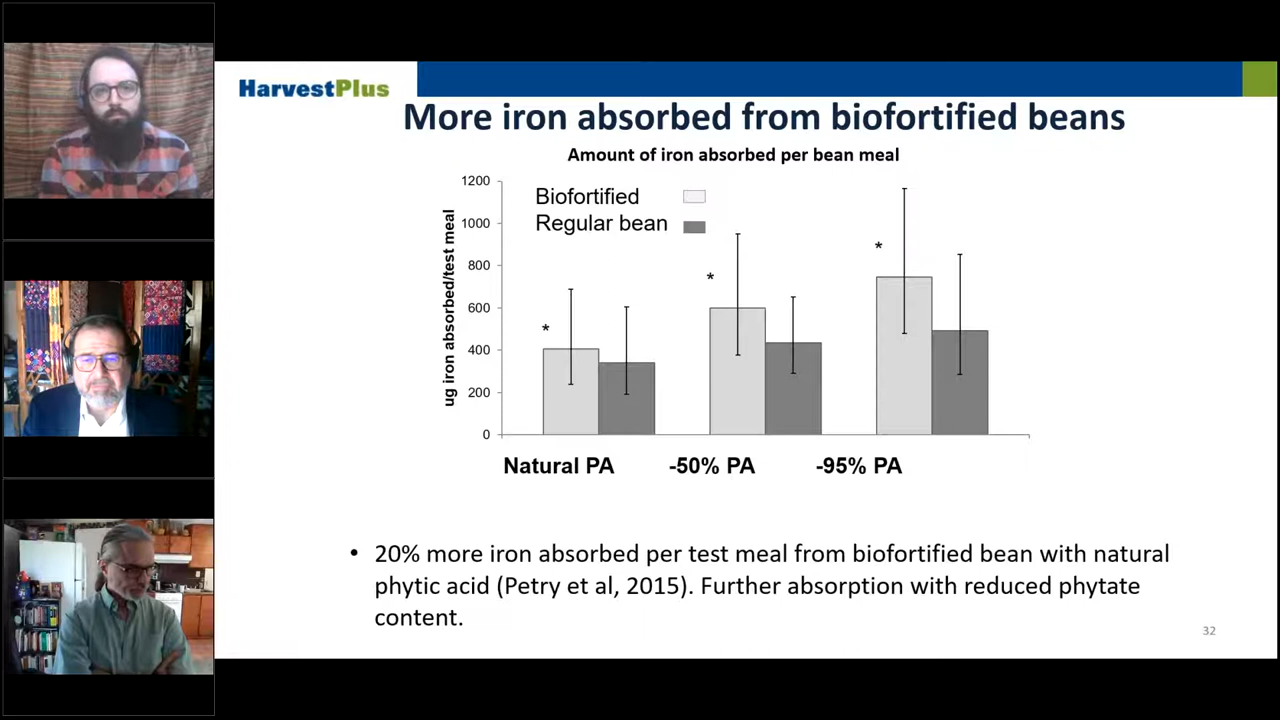 HarvestPlus
More iron absorbed from biofortified beans
Amount of iron absorbed per bean meal
ug iron absorbed/test meal
1200
1000
800
600
400
200
0
Biofortified
Regular bean
*
*
*
Natural PA
-50% PA
-95% PA
• 20% more iron absorbed per test meal from biofortified bean with natural
phytic acid (Petry et al, 2015). Further absorption with reduced phytate
content.
32